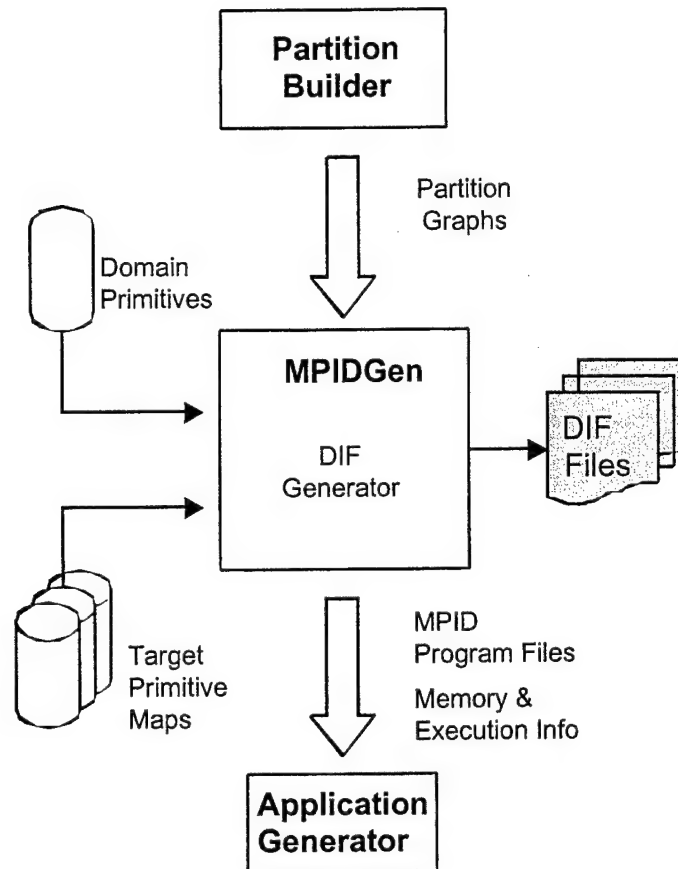 Partition
Builder
Partition
Graphs
Domain
Primitives
MPIDGen
DIF
Generator
DIF
Files
Target
Primitive
Maps
MPID
Program Files
Memory &
Execution Info
Application
Generator